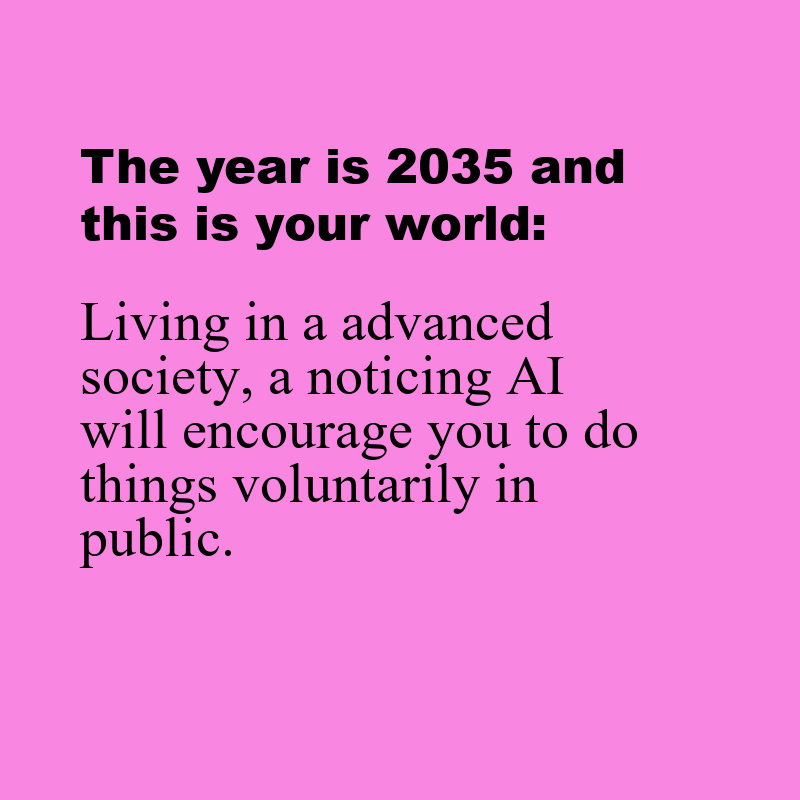 The year is 2035 and
this is your world:
Living in a advanced
society, a noticing AI
will encourage you to do
things voluntarily in
public.